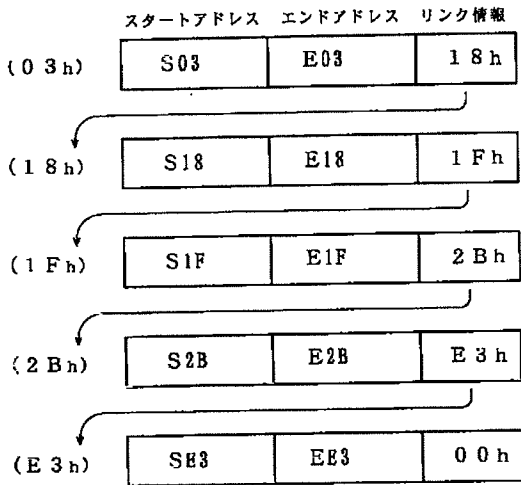 スタートアドレス エンドアドレス リンク情報
(03h) S03 E03 18h
(18h) S18 E18 1Fh
(1Fh) S1F E1F 2Bh
(2Bh) S2B E2B E3h
(E3h) SE3 EE3 00h